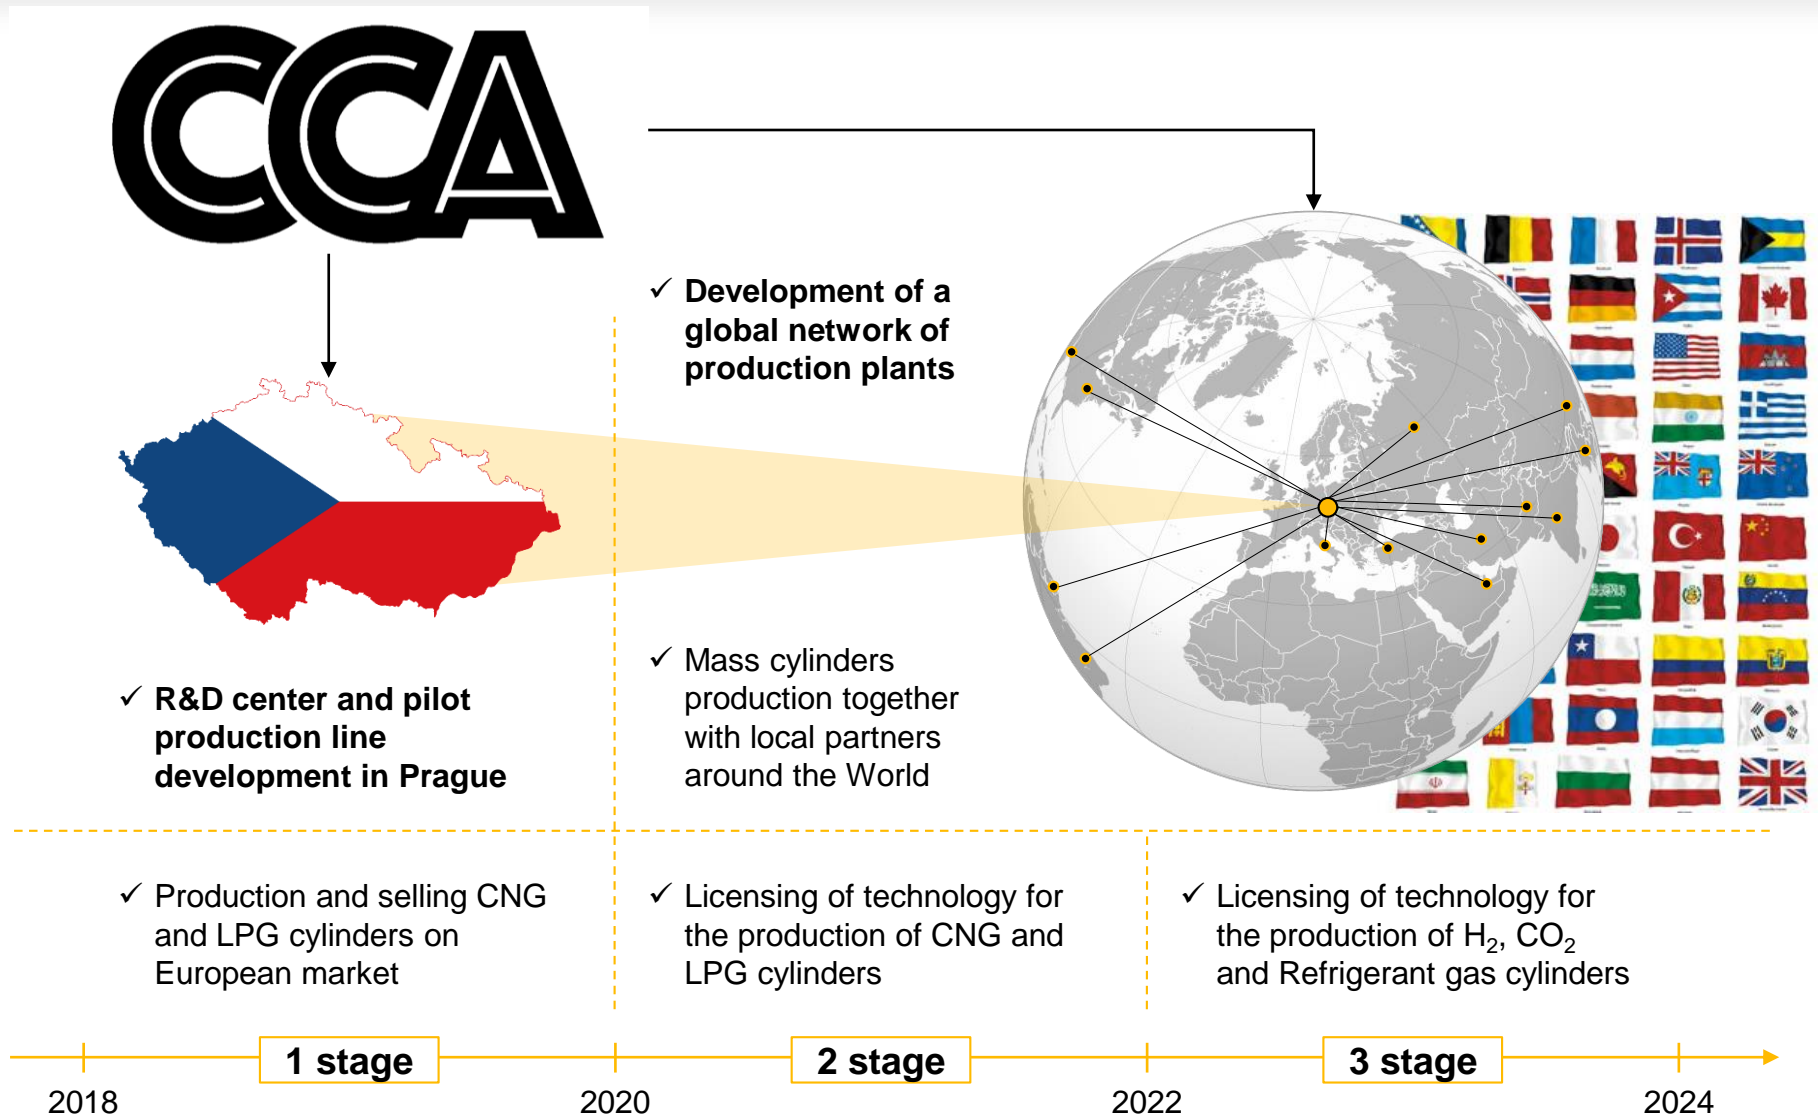 CCA
✓ Development of a
global network of
production plants
✓ R&D center and pilot
production line
development in Prague
✓ Mass cylinders
production together
with local partners
around the World
✓ Production and selling CNG
and LPG cylinders on
European market
✓ Licensing of technology for
the production of CNG and
LPG cylinders
✓ Licensing of technology for
the production of H₂, CO₂
and Refrigerant gas cylinders
1 stage
2 stage
3 stage
2018
2020
2022
2024